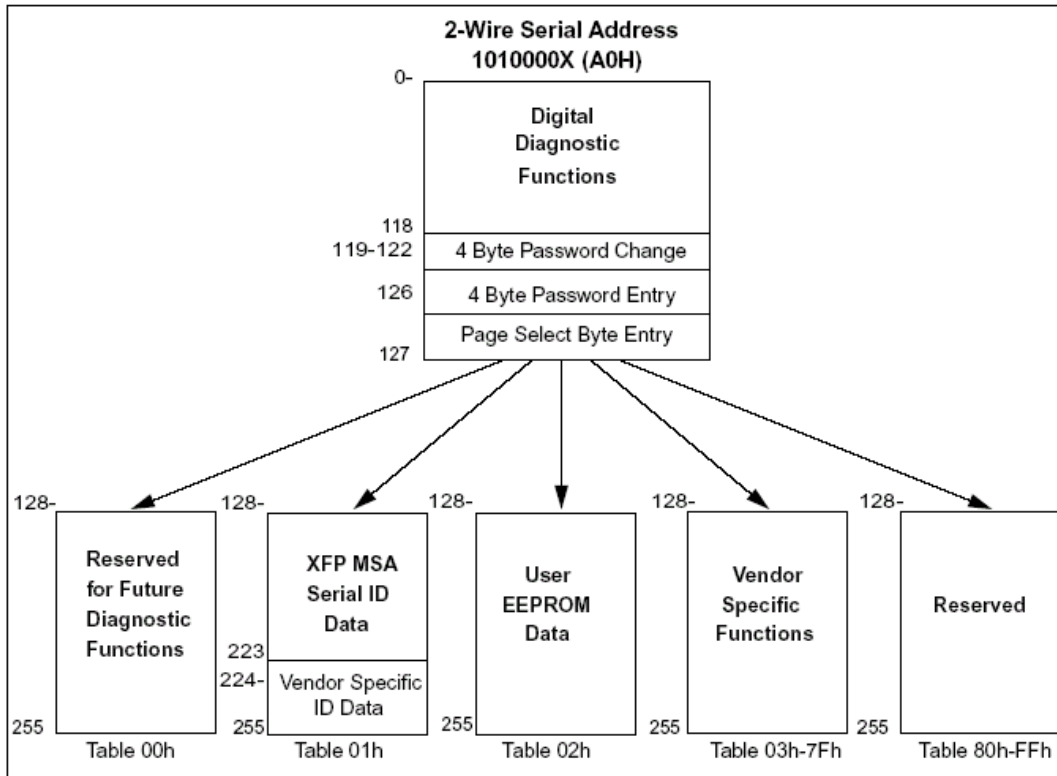 2-Wire Serial Address
1010000X (A0H)
0-
Digital
Diagnostic
Functions
118
119-122
4 Byte Password Change
126
4 Byte Password Entry
Page Select Byte Entry
127
128-
Reserved
for Future
Diagnostic
Functions
255
Table 00h
128-
XFP MSA
Serial ID
Data
223
224-
Vendor Specific
ID Data
255
Table 01h
128-
User
EEPROM
Data
255
Table 02h
128-
Vendor
Specific
Functions
255
Table 03h-7Fh
128-
Reserved
255
Table 80h-FFh